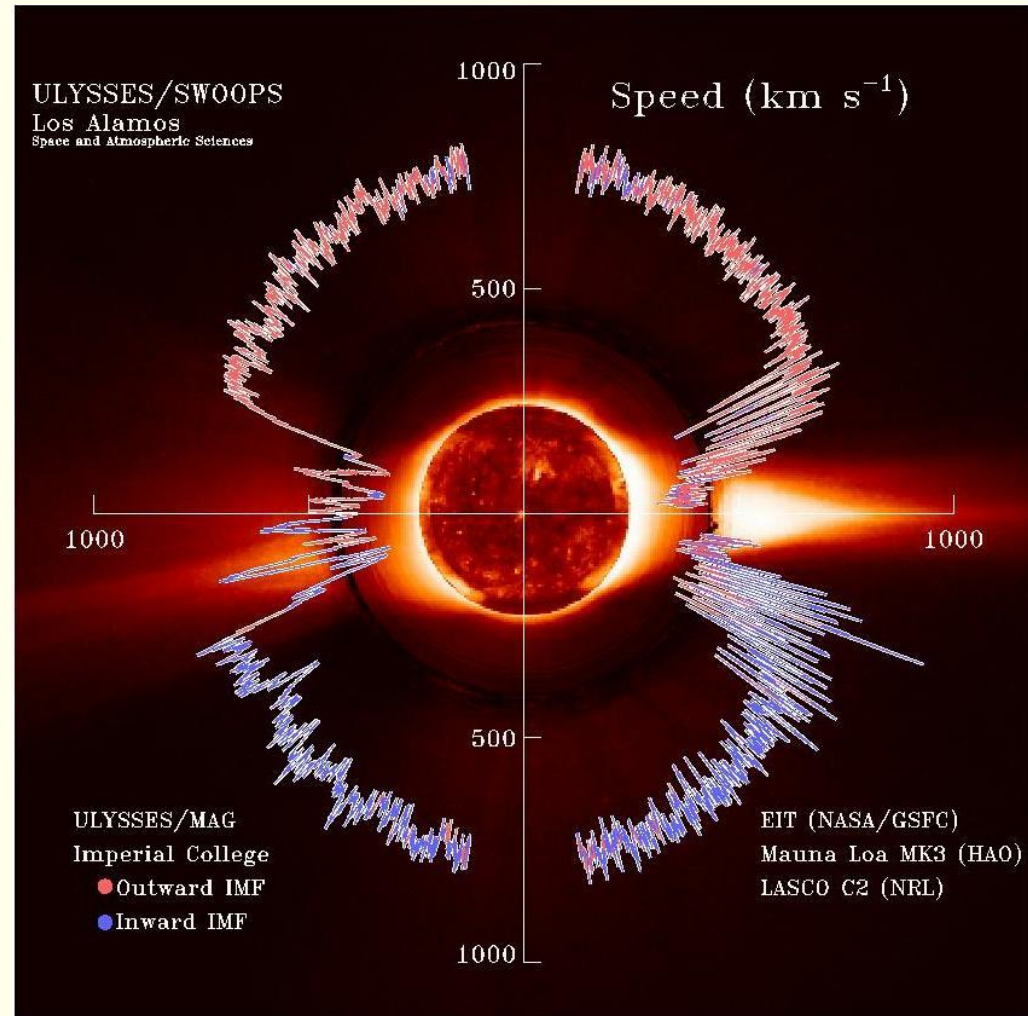 ULYSSES/SWOOPS
Los Alamos
Space and Atmospheric Sciences
Speed (km s⁻¹)
1000
500
1000
1000
500
1000
ULYSSES/MAG
Imperial College
Outward IMF
Inward IMF
EIT (NASA/GSFC)
Mauna Loa MK3 (HAO)
LASCO C2 (NRL)